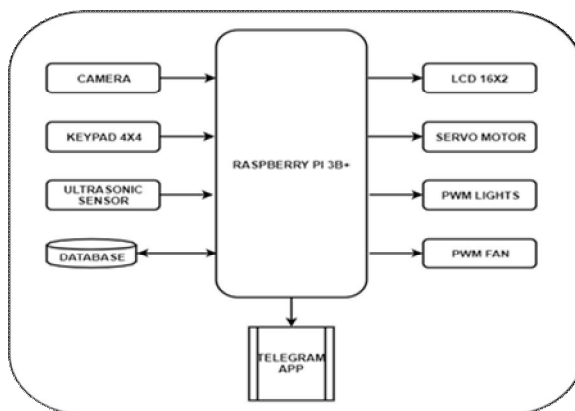 CAMERA
KEYPAD 4X4
ULTRASONIC
SENSOR
DATABASE
RASPBERRY PI 3B+
LCD 16X2
SERVO MOTOR
PWM LIGHTS
PWM FAN
TELEGRAM
APP